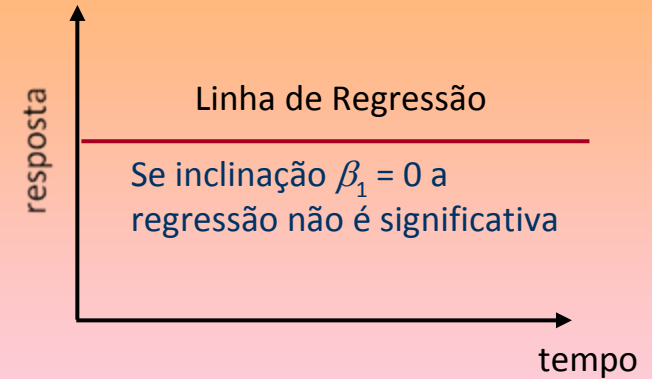 resposta
Linha de Regressão
Se inclinação β₁ = 0 a
regressão não é significativa
tempo